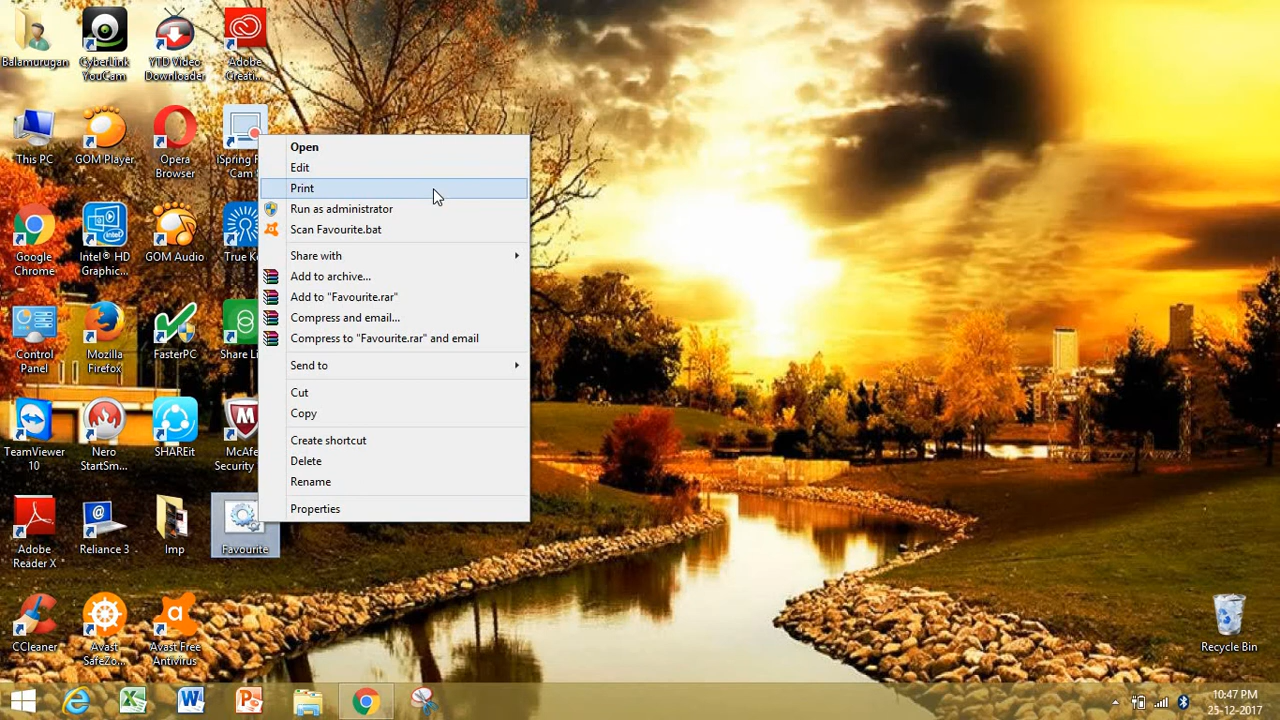 Balamurugan
CyberLink
YouCam
YTD Video
Downloader
Adobe
Creati...
This PC
GOM Player
Opera
Browser
Cam
Google
Chrome
Intel® HD
Graphic...
GOM Audio
True K
Control
Panel
Mozilla
Firefox
FasterPC
Share Li
TeamViewer
10
Nero
StartSm...
SHAREit
McAfe
Security
Adobe
Reader X
Reliance 3
Imp
Favourite
CCleaner
Avast
SafeZo...
Avast Free
Antivirus
Open
Edit
Print
Run as administrator
Scan Favourite.bat
Share with
Add to archive...
Add to "Favourite.rar"
Compress and email...
Compress to "Favourite.rar" and email
Send to
Cut
Copy
Create shortcut
Delete
Rename
Properties
Recycle Bin
10:47 PM
25-12-2017